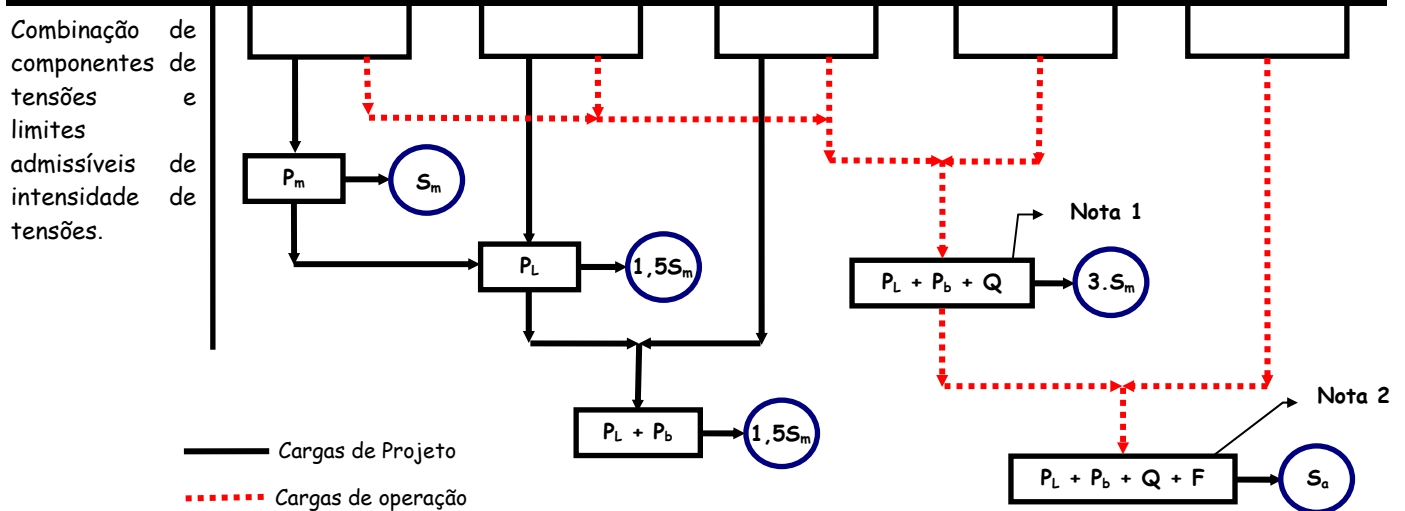 Combinação de
componentes de
tensões e
limites
admissíveis de
intensidade de
tensões.
Pm
Sm
Nota 1
PL
1,5Sm
PL + Pb + Q
3.Sm
Nota 2
PL + Pb
1,5Sm
Cargas de Projeto
PL + Pb + Q + F
Sa
Cargas de operação